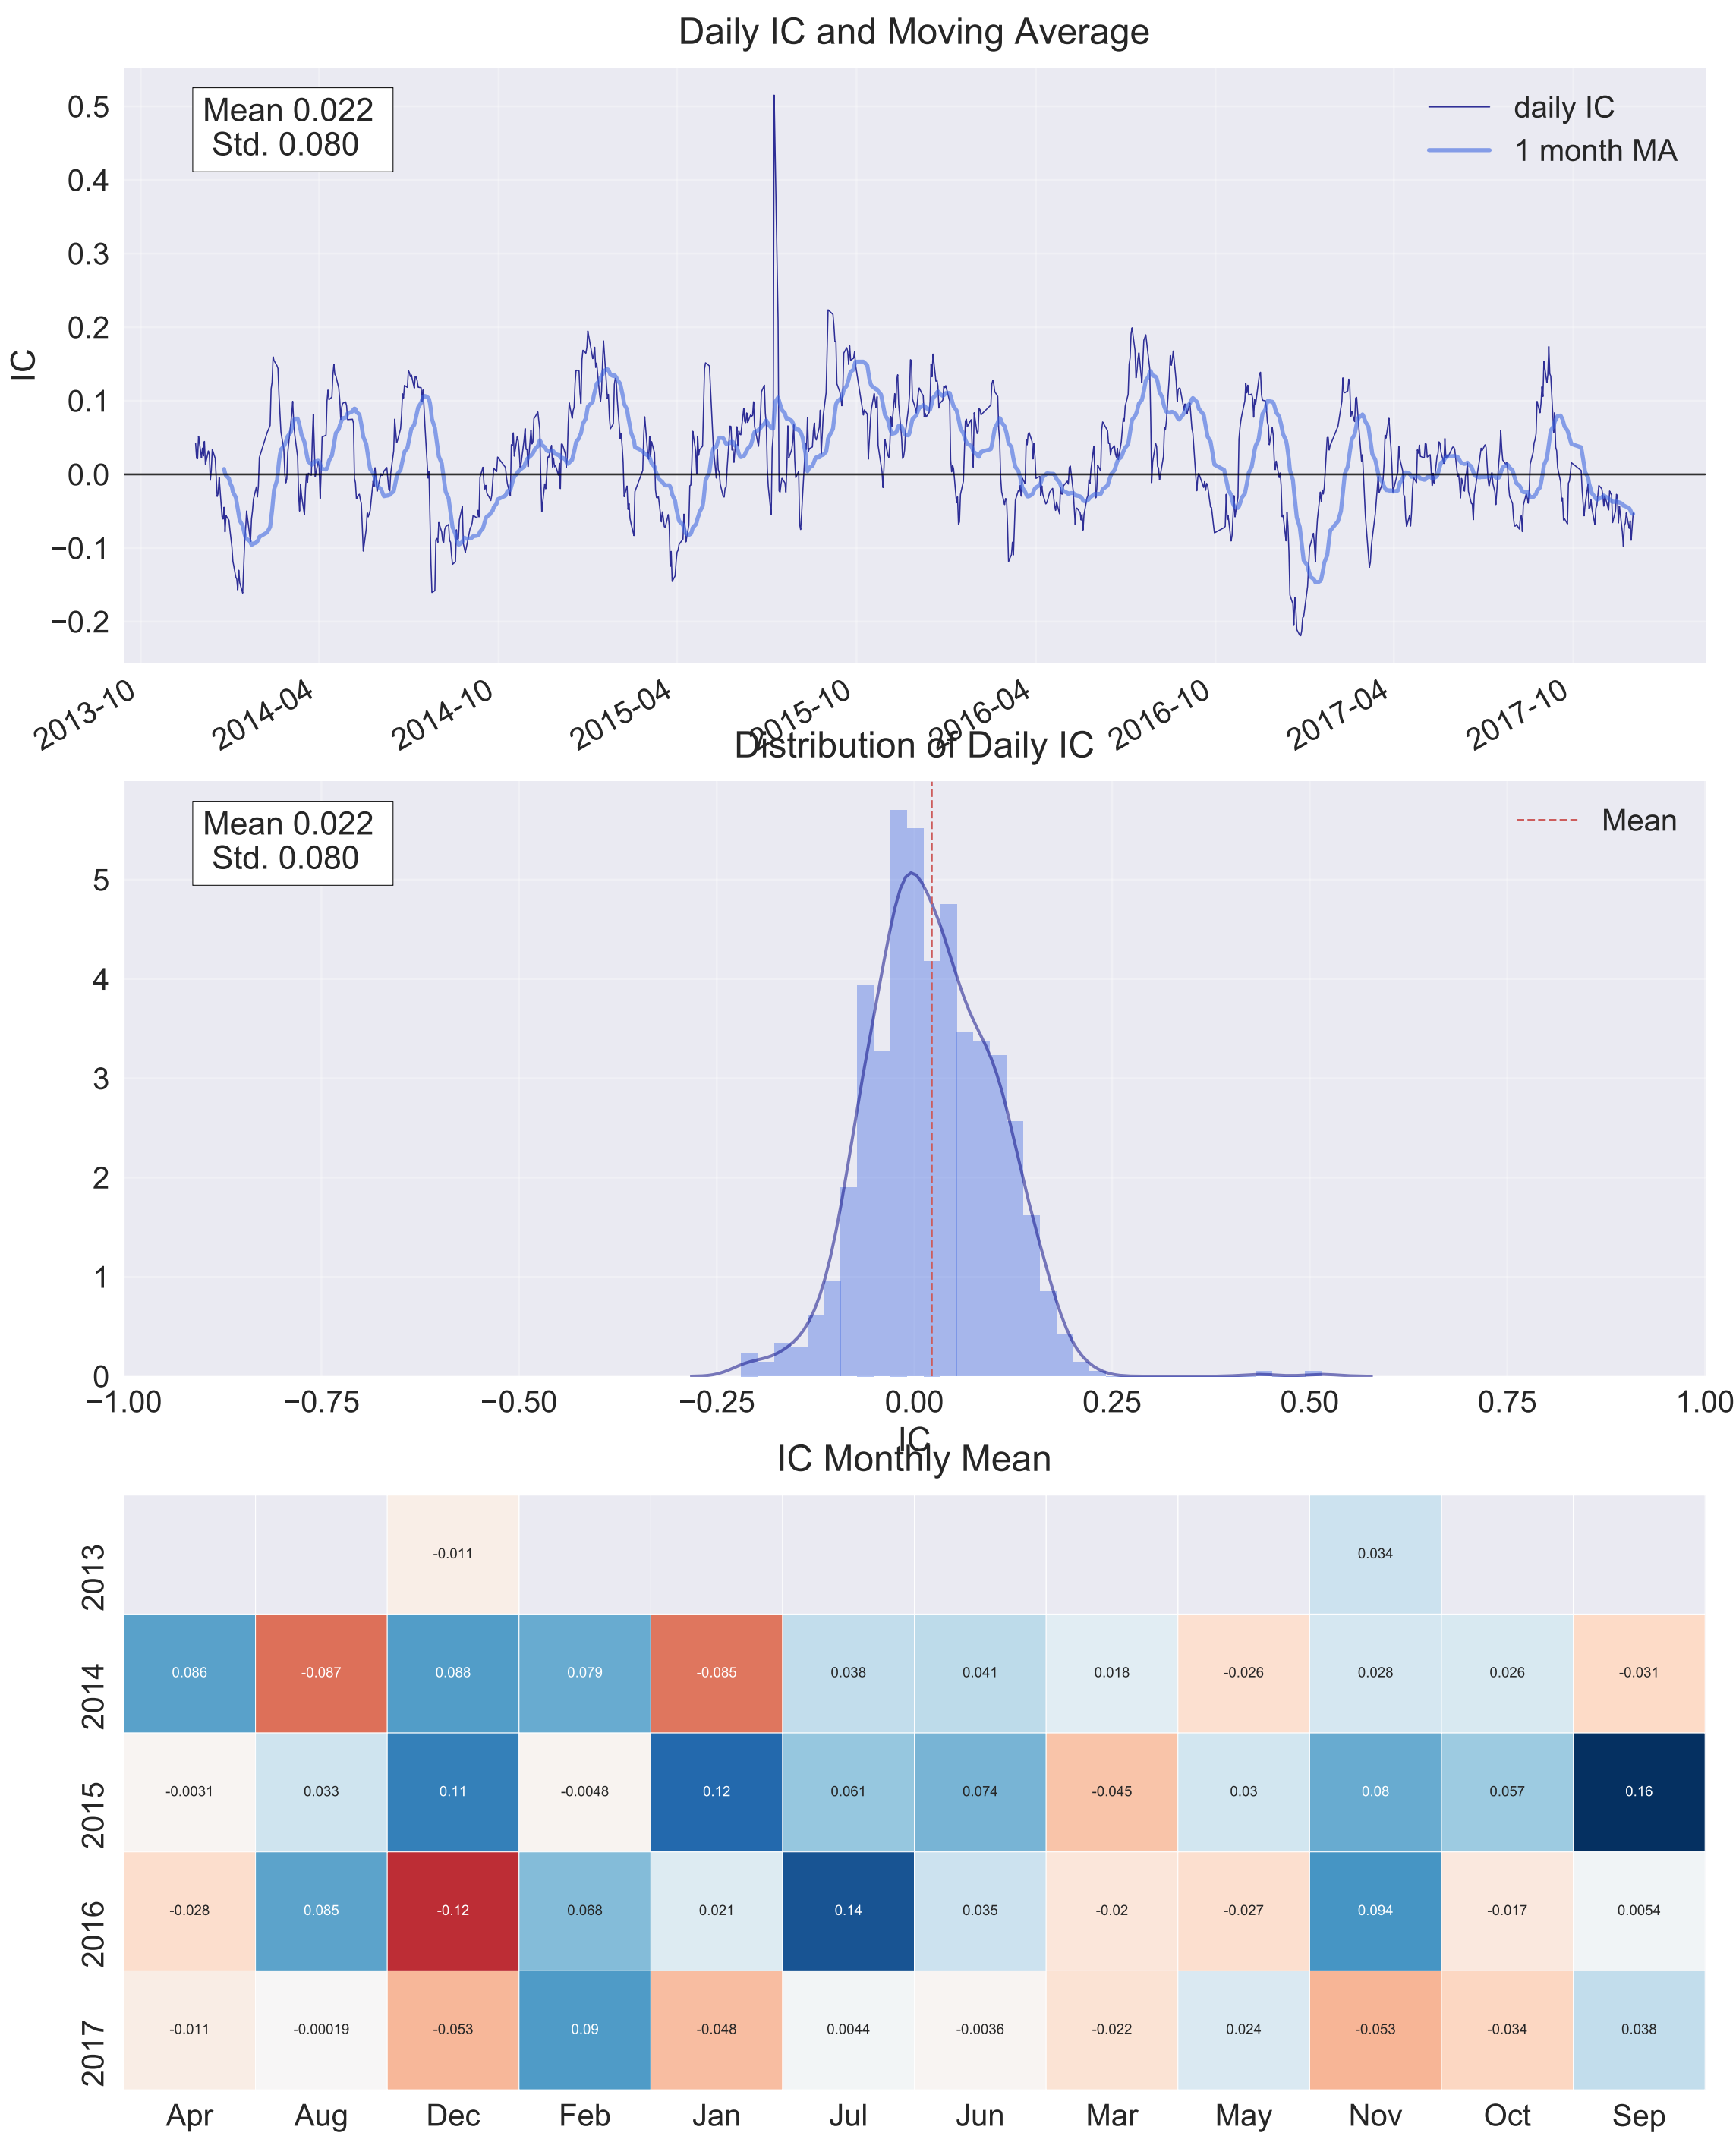 Daily IC and Moving Average
Mean 0.022
Std. 0.080
daily IC
1 month MA
IC
0.5
0.4
0.3
0.2
0.1
0.0
−0.1
−0.2
2013-10
2014-04
2014-10
2015-04
2015-10
2016-04
2016-10
2017-04
2017-10
Distribution of Daily IC
Mean 0.022
Std. 0.080
Mean
5
4
3
2
1
0
−1.00 −0.75 −0.50 −0.25 0.00 0.25 0.50 0.75 1.00
IC
IC Monthly Mean
2013 -0.011 0.034
2014 0.086 -0.087 0.088 0.079 -0.085 0.038 0.041 0.018 -0.026 0.028 0.026 -0.031
2015 -0.0031 0.033 0.11 -0.0048 0.12 0.061 0.074 -0.045 0.03 0.08 0.057 0.16
2016 -0.028 0.085 -0.12 0.068 0.021 0.14 0.035 -0.02 -0.027 0.094 -0.017 0.0054
2017 -0.011 -0.00019 -0.053 0.09 -0.048 0.0044 -0.0036 -0.022 0.024 -0.053 -0.034 0.038
Apr Aug Dec Feb Jan Jul Jun Mar May Nov Oct Sep